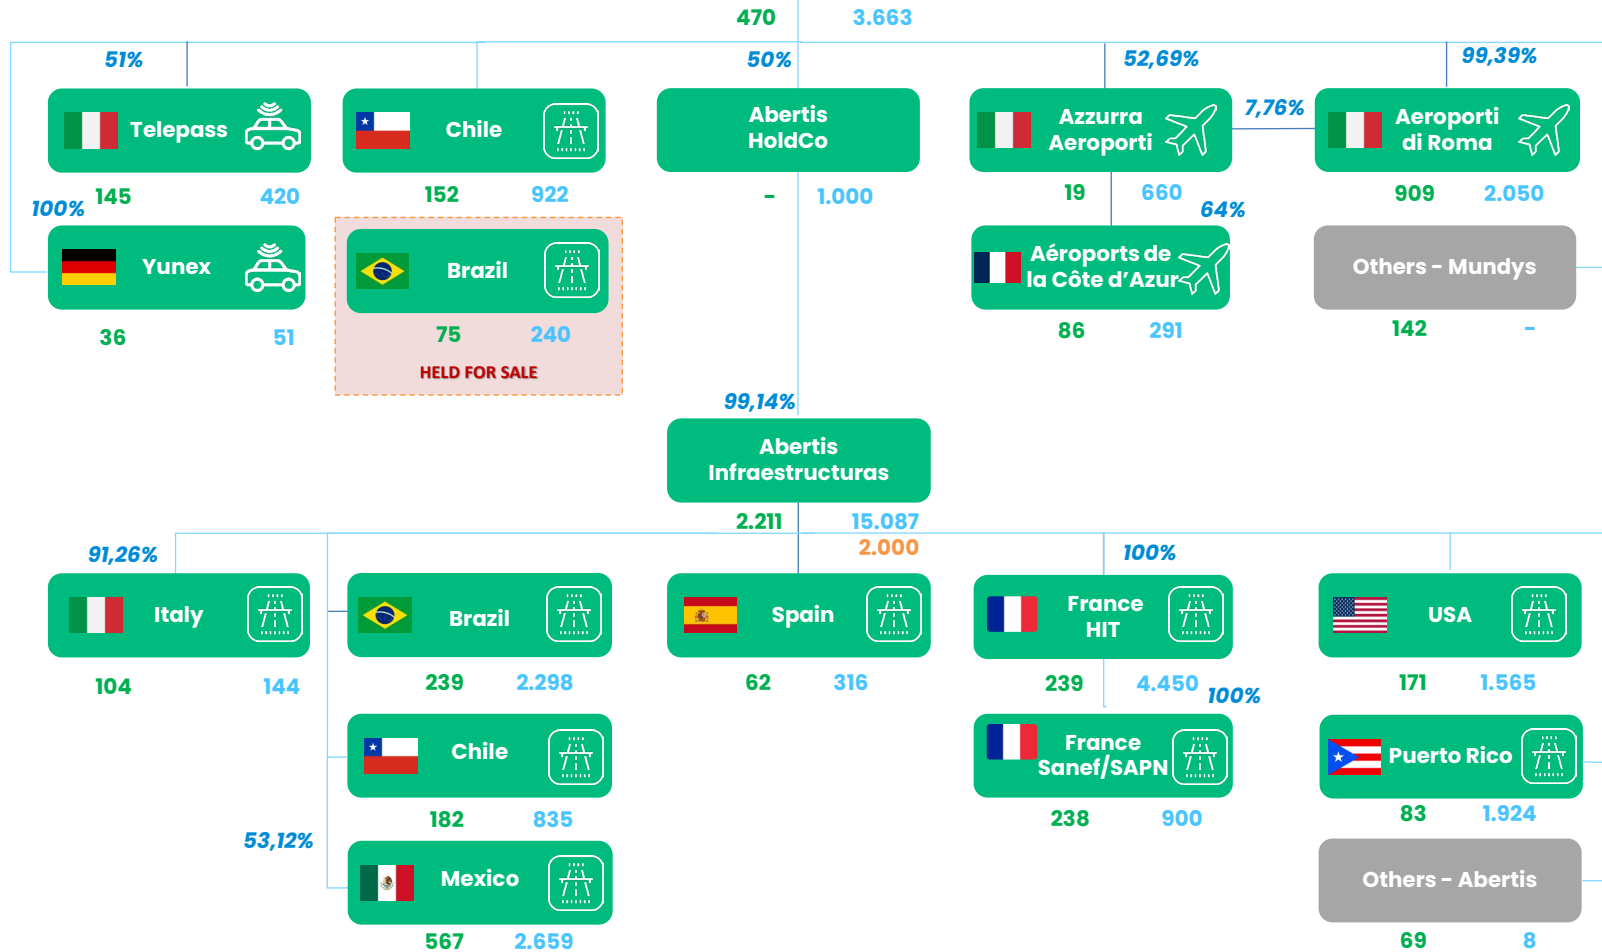 470 3.663
51% 50% 52,69% 99,39%
Telepass
Chile
Abertis
HoldCo
Azzurra
Aeroporti
7,76%
Aeroporti
di Roma
145 420
152 922
- 1.000
19 660
909 2.050
100%
64%
Yunex
Brazil
Aéroports de
la Côte d'Azur
Others - Mundys
36 51
75 240
86 291
142 -
HELD FOR SALE
99,14%
Abertis
Infraestructuras
2.211 15.087
2.000
91,26%
100%
Italy
Brazil
Spain
France
HIT
USA
104 144
239 2.298
62 316
239 4.450
171 1.565
100%
Chile
France
Sanef/SAPN
Puerto Rico
182 835
238 900
83 1.924
53,12%
Mexico
Others - Abertis
567 2.659
69 8